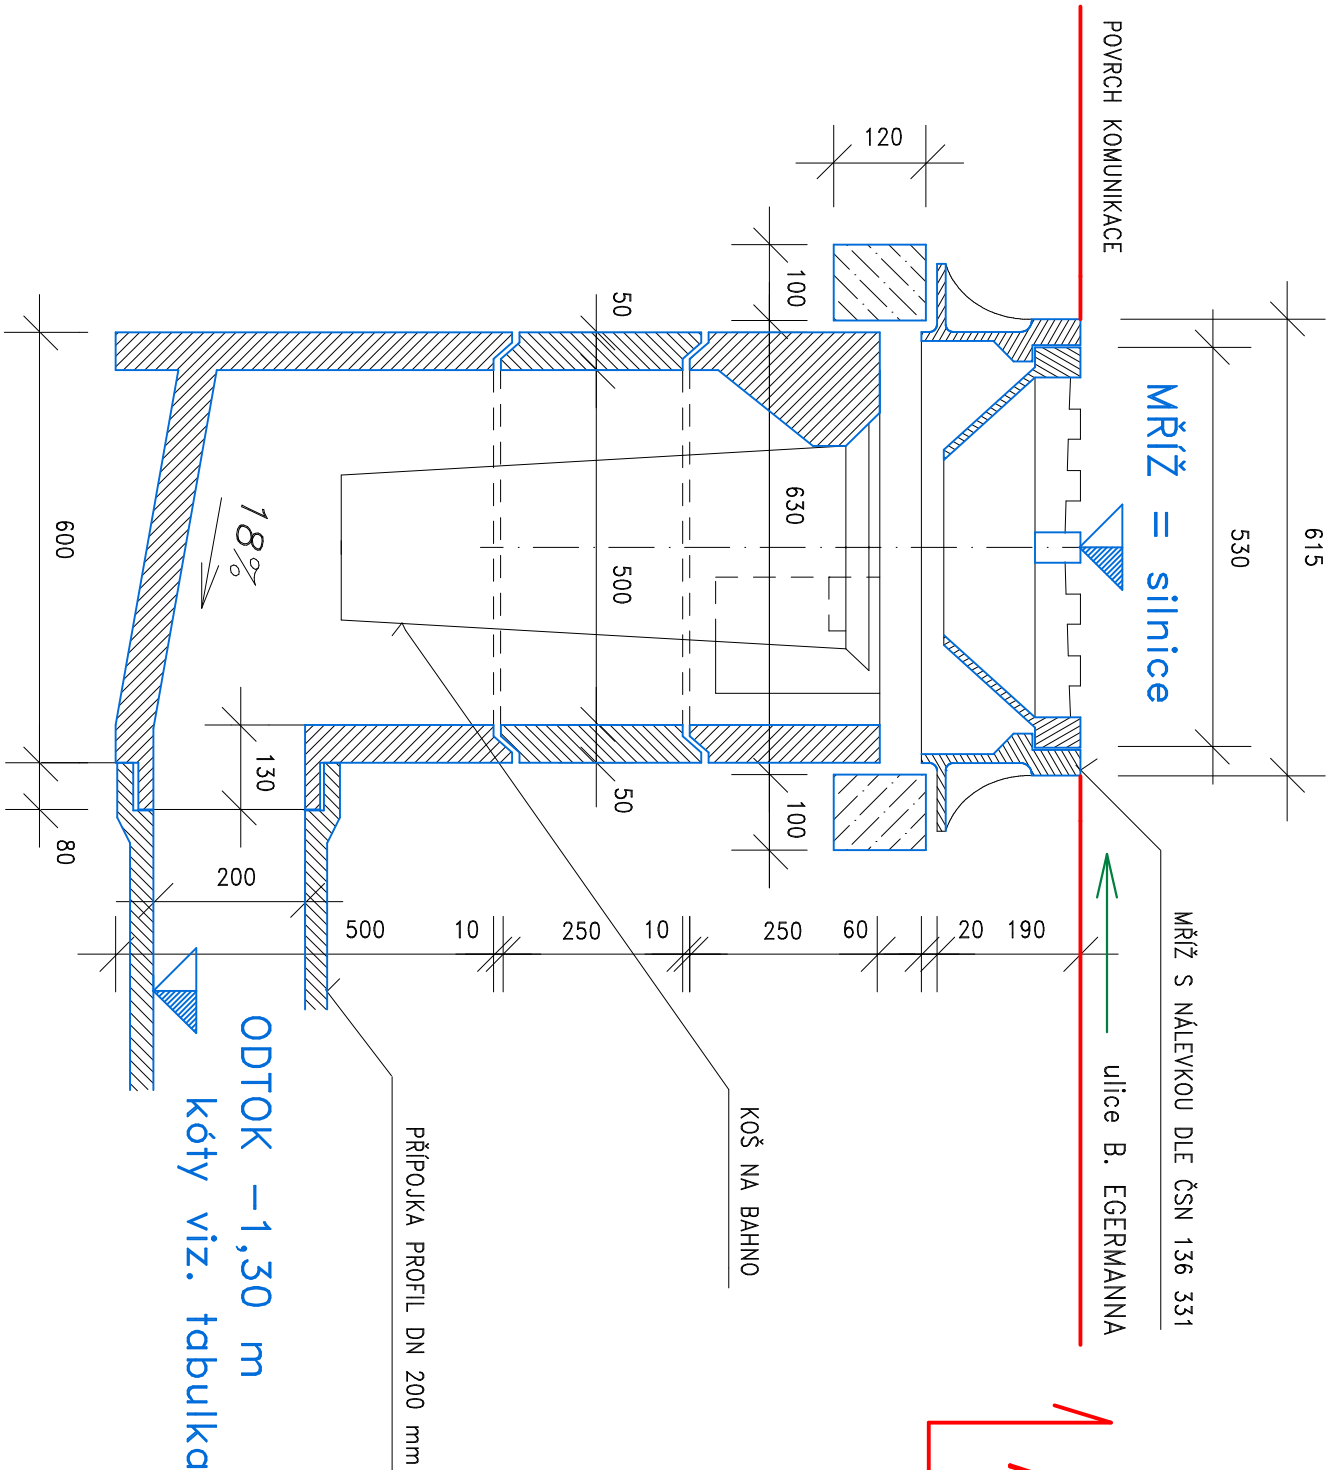 POVRCH KOMUNIKACE
615
530
MŘÍŽ = silnice
MŘÍŽ S NÁLEVKOU DLE ČSN 136 331
ulice B. EGERMANNA
120
100
630
100
50
500
50
18%
600
130
80
200
500
10
250
10
250
60
20
190
KOŠ NA BAHNO
PŘÍPOJKA PROFIL DN 200 mm
ODTOK -1,30 m
kóty viz. tabulka